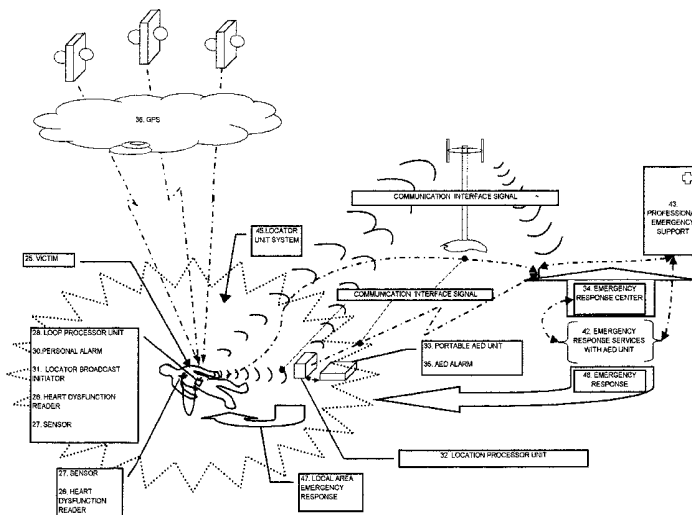 36. GPS
COMMUNICATION INTERFACE SIGNAL
45. LOCATOR
UNIT SYSTEM
43.
PROFESSIONA
EMERGENCY
SUPPORT
25. VICTIM
COMMUNICATION INTERFACE SIGNAL
34. EMERGENCY
RESPONSE CENTER
28. LOOP PROCESSOR UNIT
30. PERSONAL ALARM
31. LOCATOR BROADCAST
INITIATOR
26. HEART DYSFUNCTION
READER
27. SENSOR
33. PORTABLE AED UNIT
35. AED ALARM
42. EMERGENCY
RESPONSE SERVICES
WITH AED UNIT
48. EMERGENCY
RESPONSE
32. LOCATION PROCESSOR UNIT
27. SENSOR
26. HEART
DYSFUNCTION
READER
47. LOCAL AREA
EMERGENCY
RESPONSE